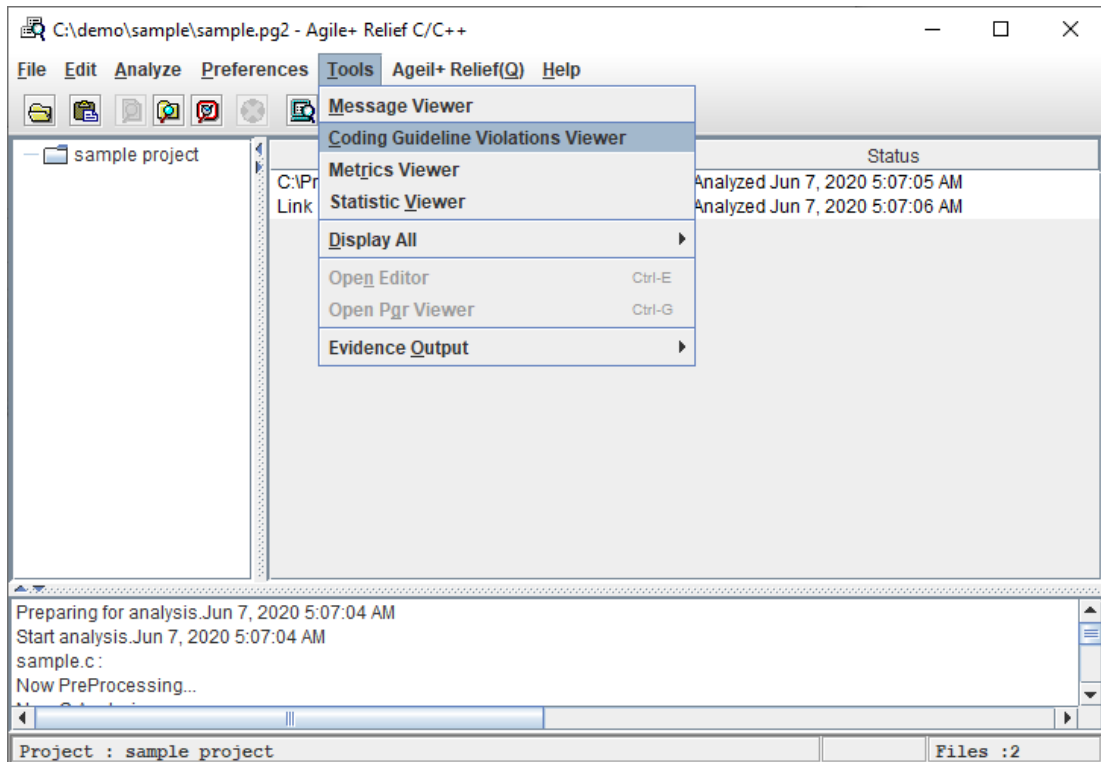 C:\demo\sample\sample.pg2 - Agile+ Relief C/C++
File Edit Analyze Preferences Tools Ageil+ Relief(Q) Help
Message Viewer
Coding Guideline Violations Viewer
sample project
Status
Metrics Viewer
C:\Pr
Analyzed Jun 7, 2020 5:07:05 AM
Statistic Viewer
Link
Analyzed Jun 7, 2020 5:07:06 AM
Display All
Open Editor Ctrl-E
Open Pgr Viewer Ctrl-G
Evidence Output
Preparing for analysis.Jun 7, 2020 5:07:04 AM
Start analysis.Jun 7, 2020 5:07:04 AM
sample.c :
Now PreProcessing...
Project : sample project
Files :2